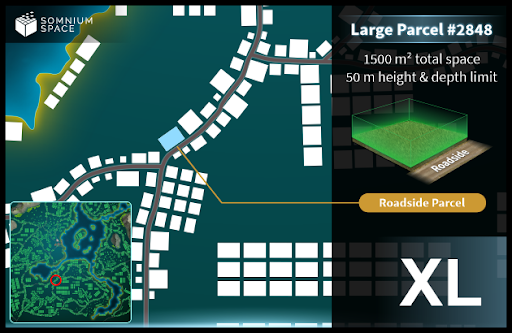 SOMNIUM
SPACE
Large Parcel #2848
1500 m² total space
50 m height & depth limit
Roadside
Roadside Parcel
XL